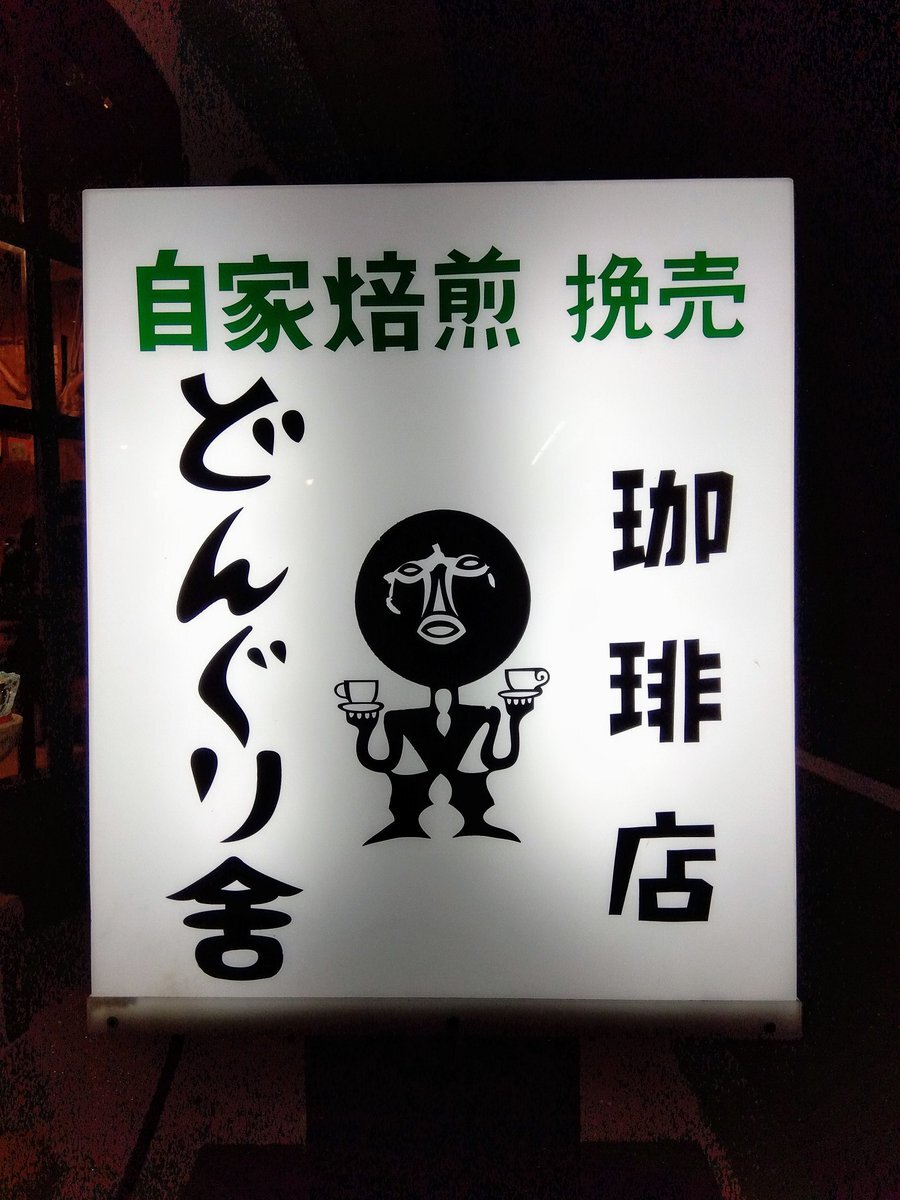 自家焙煎 挽売
珈琲店
どんぐり舎